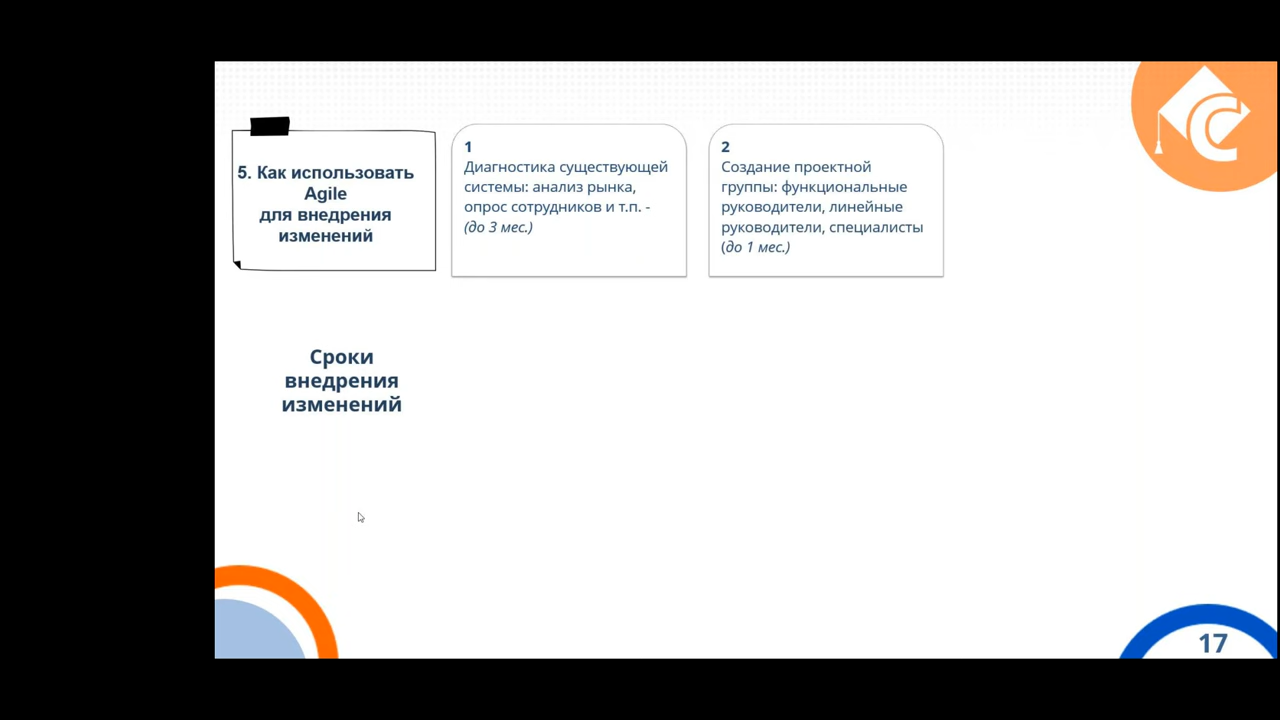 5. Как использовать
Agile
для внедрения
изменений
1
Диагностика существующей
системы: анализ рынка,
опрос сотрудников и т.п. -
(до 3 мес.)
2
Создание проектной
группы: функциональные
руководители, линейные
руководители, специалисты
(до 1 мес.)
Сроки
внедрения
изменений
17